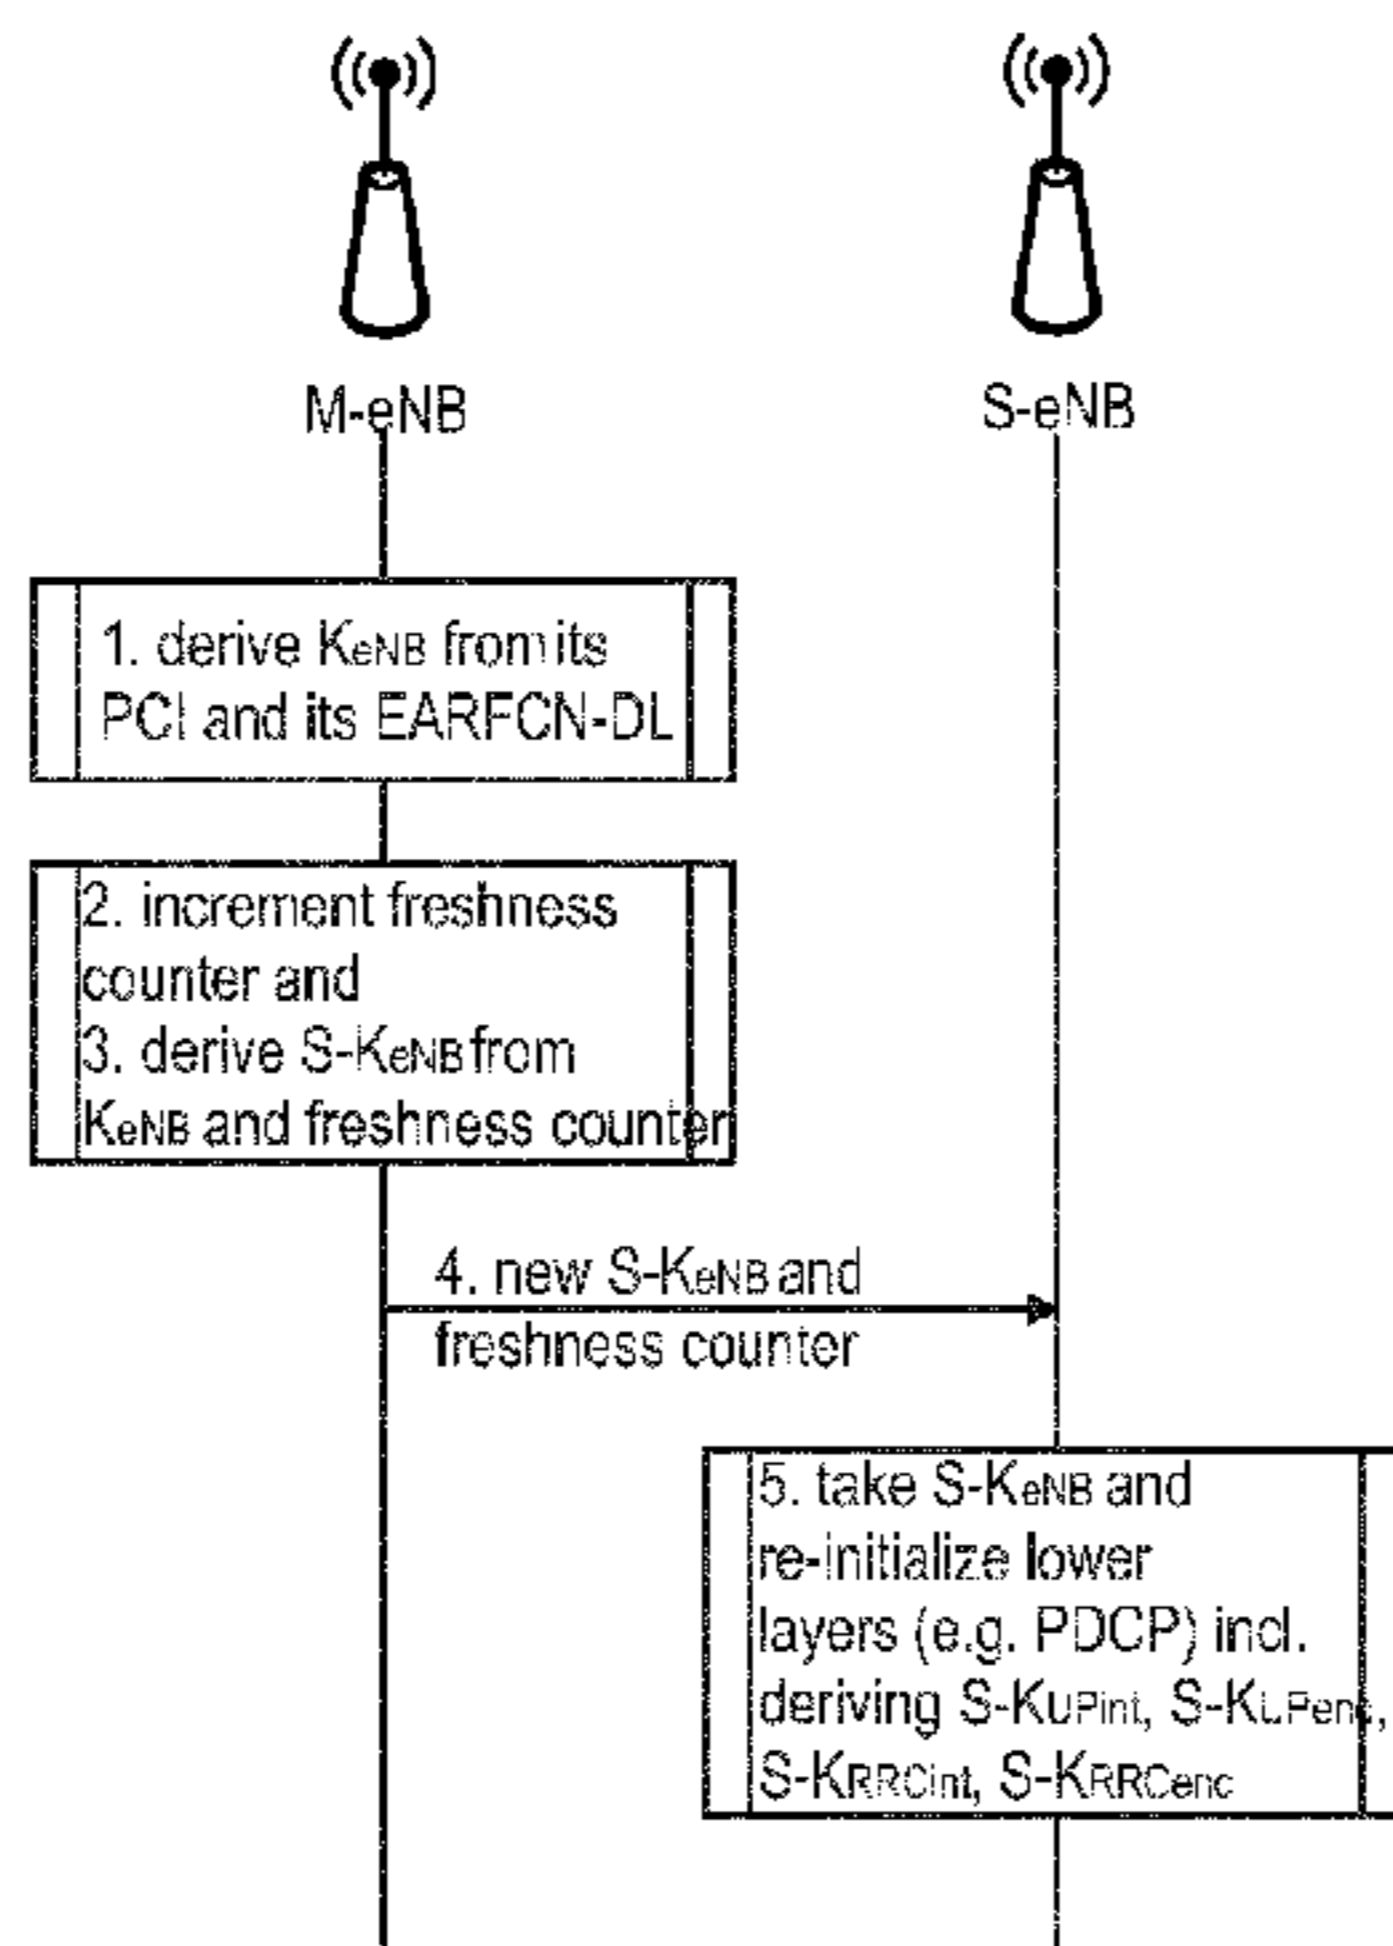 M-eNB
S-eNB
1. derive KeNB from its
PCI and its EARFCN-DL
2. increment freshness
counter and
3. derive S-KeNB from
KeNB and freshness counter
4. new S-KeNB and
freshness counter
5. take S-KeNB and
re-initialize lower
layers (e.g. PDCP) incl.
deriving S-KUPint, S-KUPenc,
S-KRRCint, S-KRRCenc